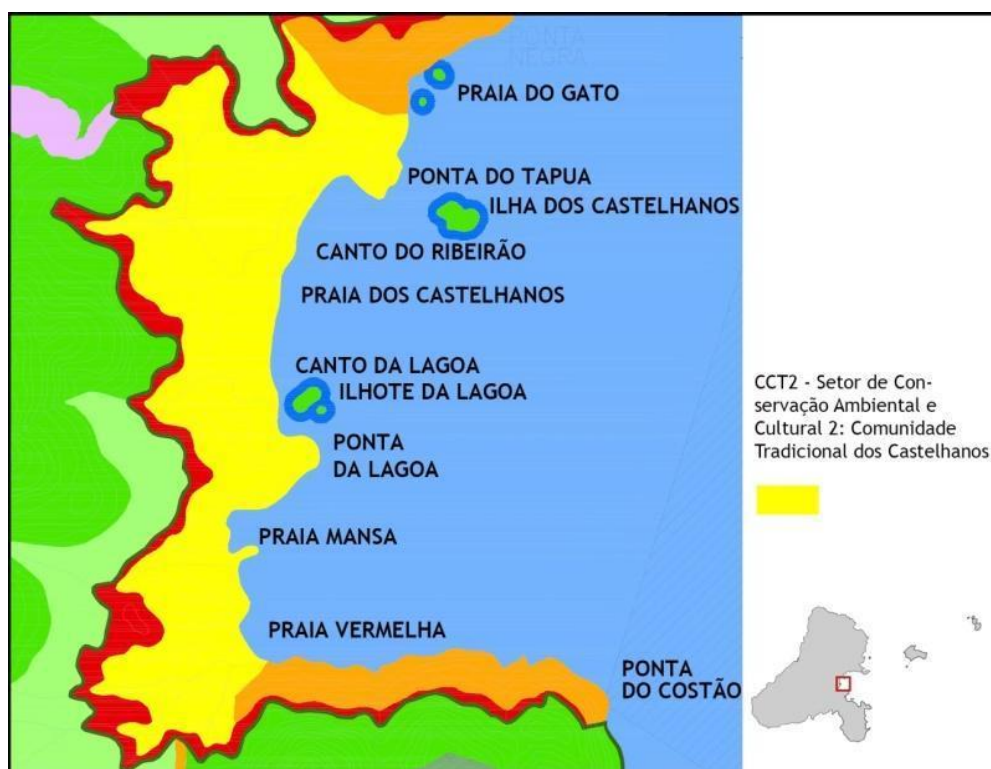 PONTA
NEGRA
PRAIA DO GATO
PONTA DO TAPUA
ILHA DOS CASTELHANOS
CANTO DO RIBEIRÃO
PRAIA DOS CASTELHANOS
CANTO DA LAGOA
ILHOTE DA LAGOA
PONTA
DA LAGOA
PRAIA MANSA
PRAIA VERMELHA
PONTA
DO COSTÃO
CCT2 - Setor de Con-
servação Ambiental e
Cultural 2: Comunidade
Tradicional dos Castelhanos